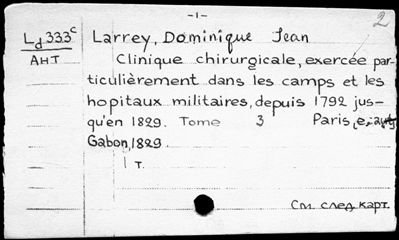 -1-
2
Ld 333c Larrey, Dominique Jean
АНТ Clinique chirurgicale, exercée par-
ticulièrement dans les camps et les
hopitaux militaires, depuis 1792 jus-
qu'en 1829. Tome 3 Paris,
Gabon, 1829.
1 т.
См. след карт.